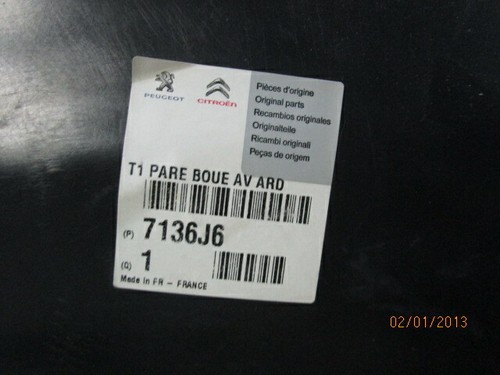 PEUGEOT
CITROËN
Pièces d'origine
Original parts
Recambios originales
Originalteile
Ricambi originali
Peças de origem
T1 PARE BOUE AV ARD
(P) 7136J6
(Q) 1
Made in FR - FRANCE
02/01/2013